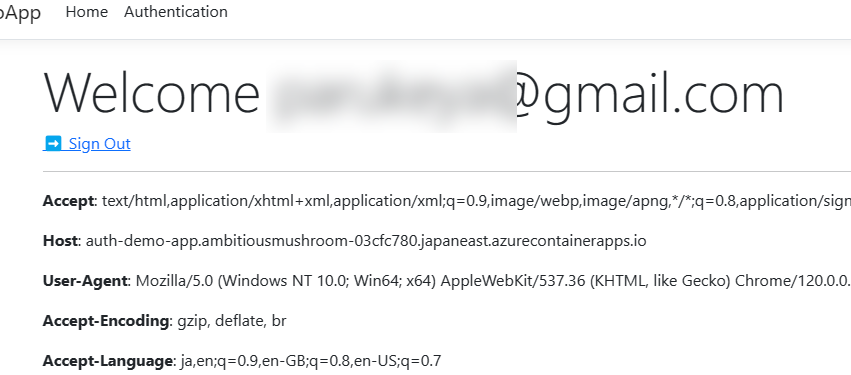 oApp Home Authentication
Welcome @gmail.com
Sign Out
Accept: text/html,application/xhtml+xml,application/xml;q=0.9,image/webp,image/apng,*/*;q=0.8,application/sign
Host: auth-demo-app.ambitiousmushroom-03cfc780.japaneast.azurecontainerapps.io
User-Agent: Mozilla/5.0 (Windows NT 10.0; Win64; x64) AppleWebKit/537.36 (KHTML, like Gecko) Chrome/120.0.0.
Accept-Encoding: gzip, deflate, br
Accept-Language: ja,en;q=0.9,en-GB;q=0.8,en-US;q=0.7